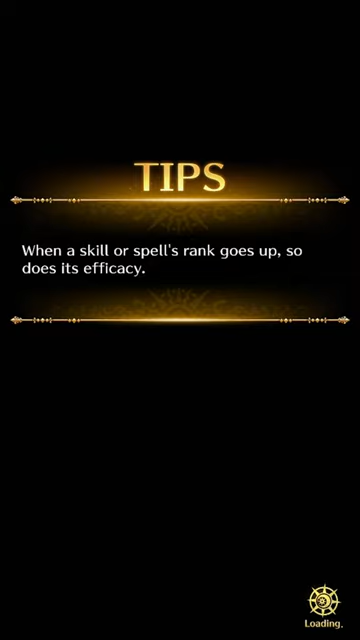 TIPS
When a skill or spell's rank goes up, so
does its efficacy.
Loading.